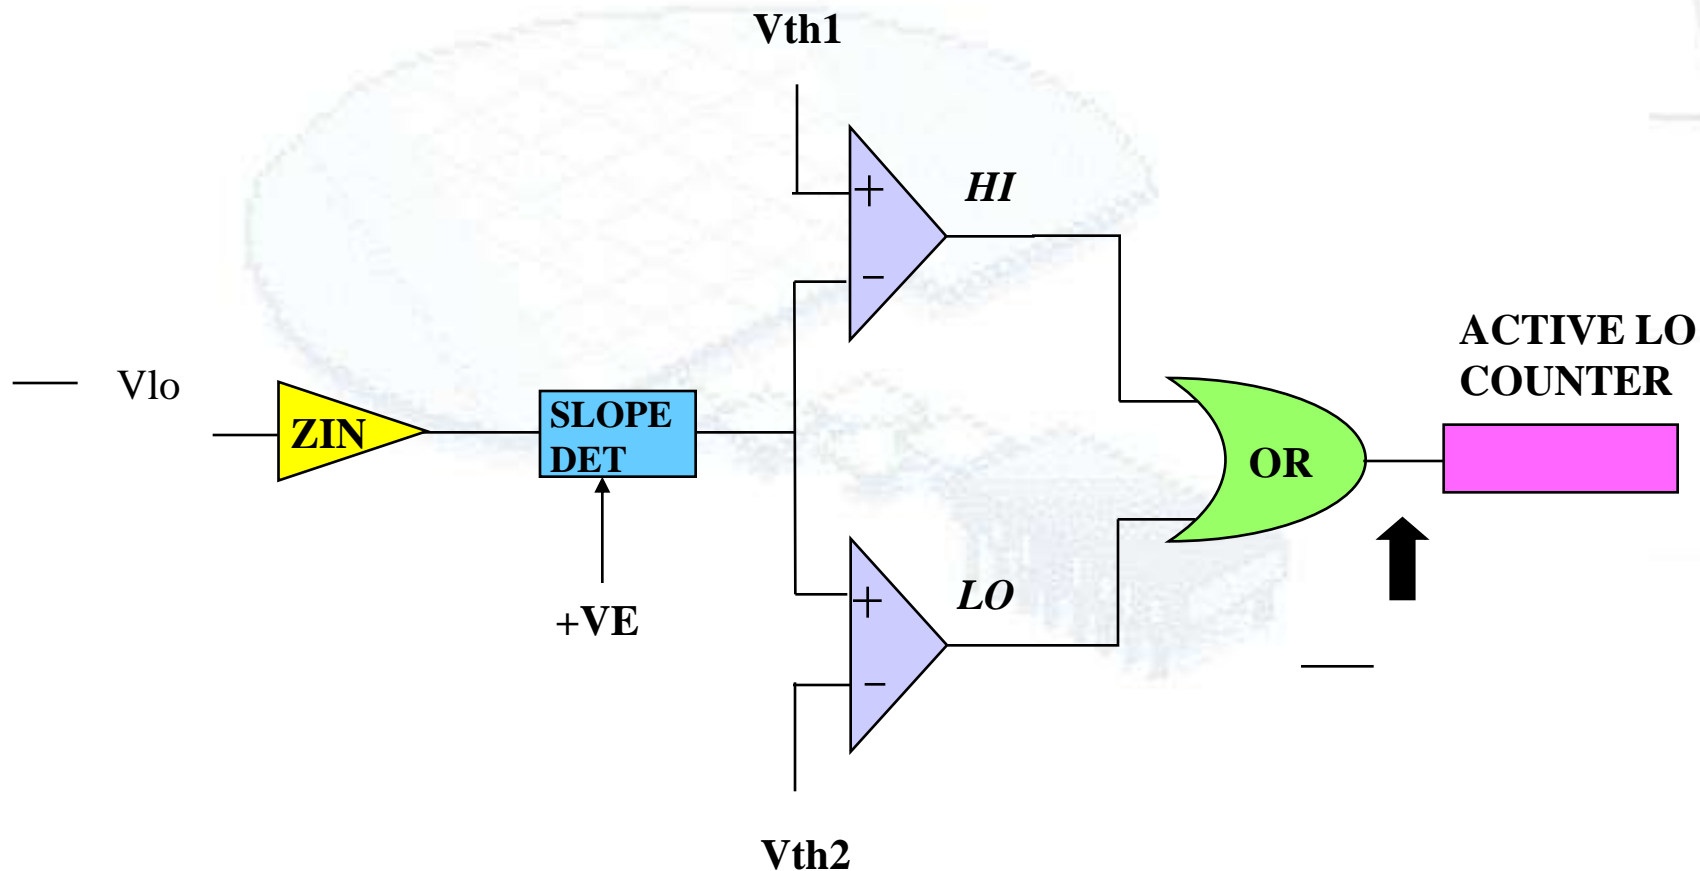 Vth1
+
HI
−
ACTIVE LO
COUNTER
Vlo
ZIN
SLOPE
DET
OR
+VE
+
LO
−
Vth2